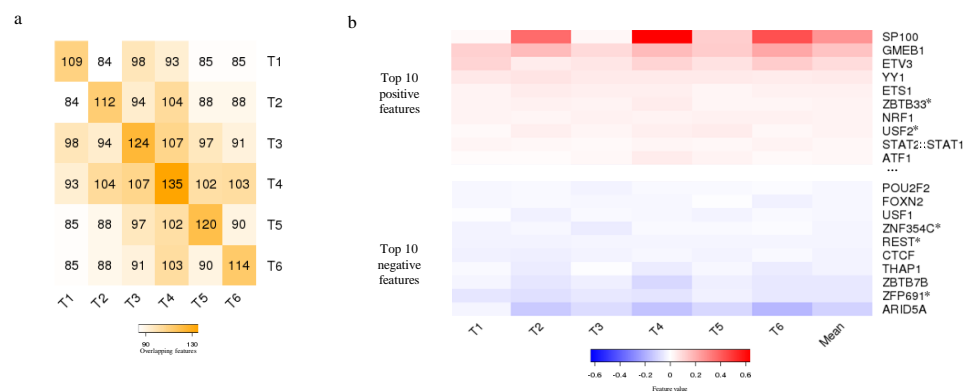 a
109 84 98 93 85 85 T1
84 112 94 104 88 88 T2
98 94 124 107 97 91 T3
93 104 107 135 102 103 T4
85 88 97 102 120 90 T5
85 88 91 103 90 114 T6
T1 T2 T3 T4 T5 T6
90 130
Overlapping features
b
Top 10
positive
features
SP100
GMEB1
ETV3
YY1
ETS1
ZBTB33*
NRF1
USF2*
STAT2::STAT1
ATF1
...
Top 10
negative
features
POU2F2
FOXN2
USF1
ZNF354C*
REST*
CTCF
THAP1
ZBTB7B
ZFP691*
ARID5A
T1 T2 T3 T4 T5 T6 Mean
-0.6 -0.4 -0.2 0 0.2 0.4 0.6
Feature value